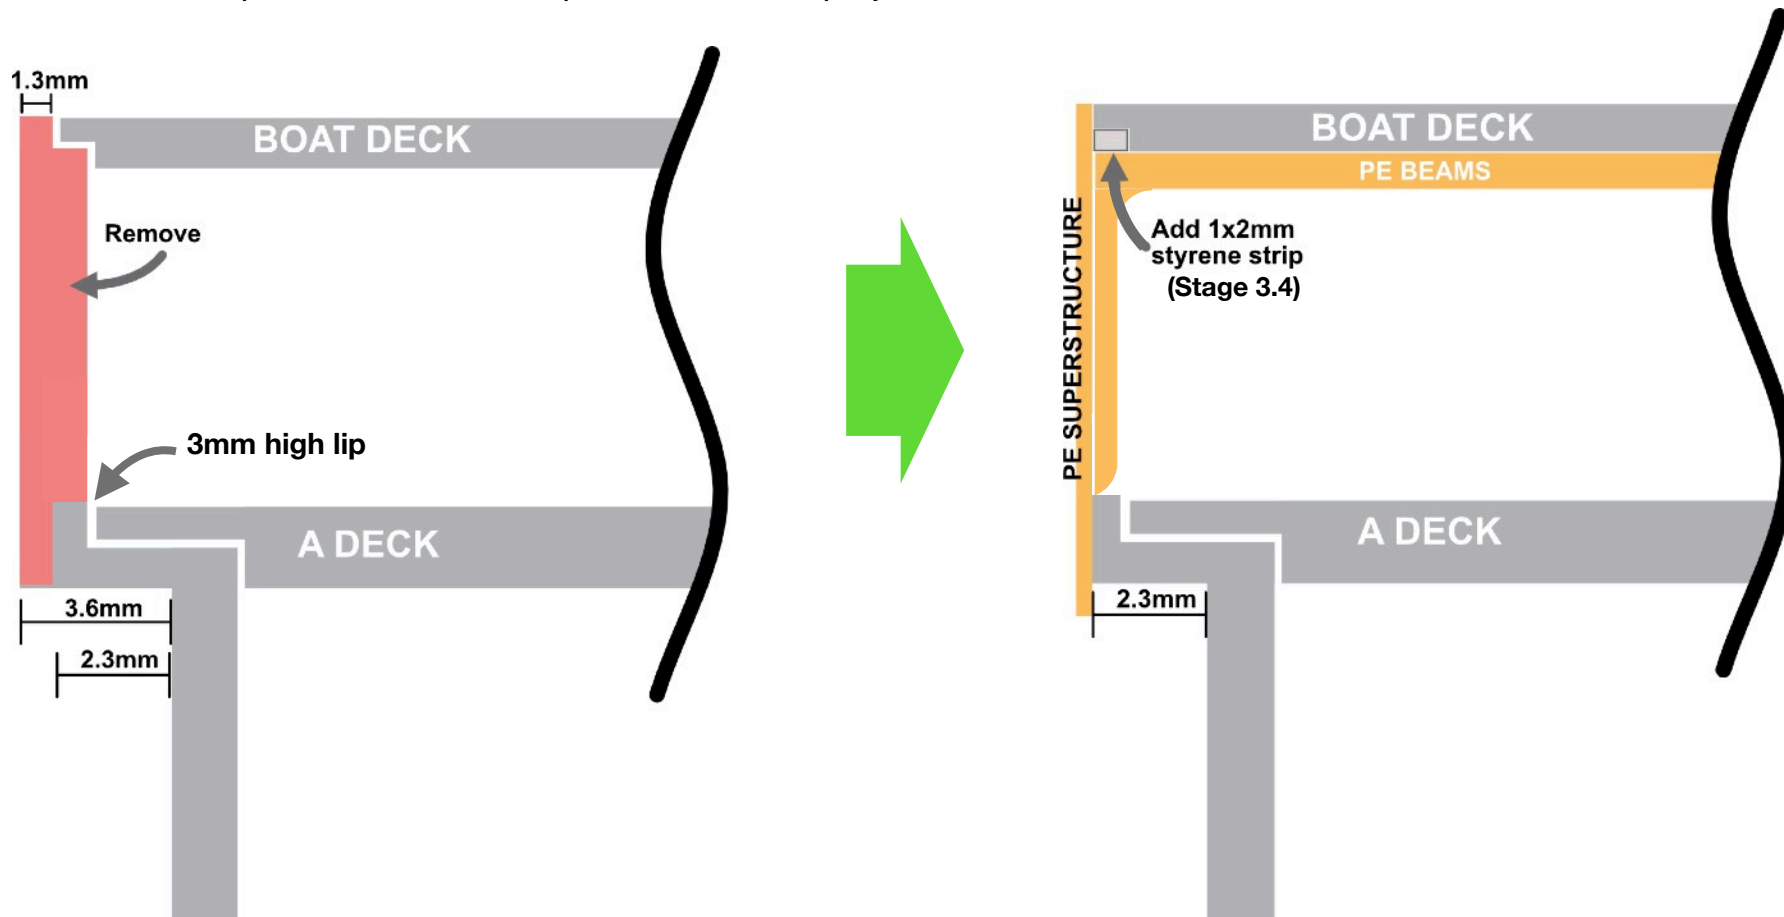 1.3mm
BOAT DECK
Remove
3mm high lip
A DECK
3.6mm
2.3mm
BOAT DECK
PE BEAMS
PE SUPERSTRUCTURE
Add 1x2mm
styrene strip
(Stage 3.4)
A DECK
2.3mm